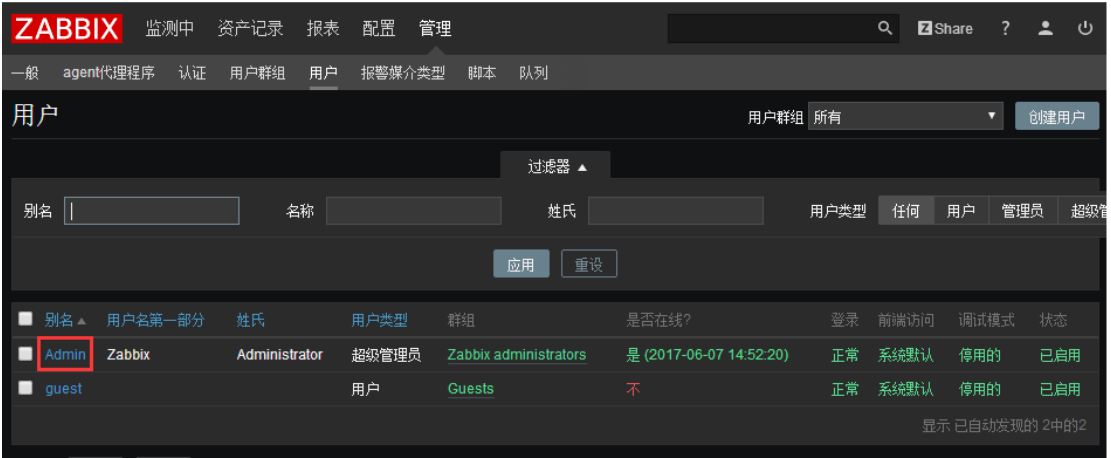 ZABBIX 监测中 资产记录 报表 配置 管理 Z Share ?
一般 agent代理程序 认证 用户群组 用户 报警媒介类型 脚本 队列
用户 用户群组 所有 创建用户
过滤器 ▲
别名 名称 姓氏 用户类型 任何 用户 管理员 超级管
应用 重设
别名 ▲ 用户名第一部分 姓氏 用户类型 群组 是否在线? 登录 前端访问 调试模式 状态
Admin Zabbix Administrator 超级管理员 Zabbix administrators 是 (2017-06-07 14:52:20) 正常 系统默认 停用的 已启用
guest 用户 Guests 不 正常 系统默认 停用的 已启用
显示 已自动发现的 2中的2